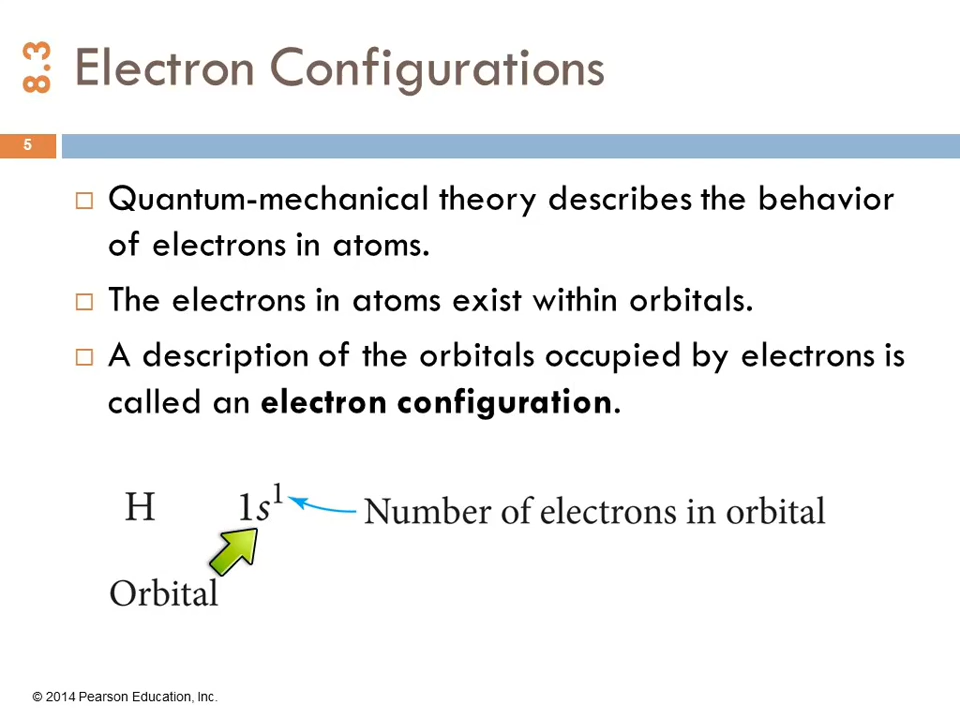 8.3
Electron Configurations
5
Quantum-mechanical theory describes the behavior
of electrons in atoms.
The electrons in atoms exist within orbitals.
A description of the orbitals occupied by electrons is
called an electron configuration.
H 1s¹ Number of electrons in orbital
Orbital
© 2014 Pearson Education, Inc.